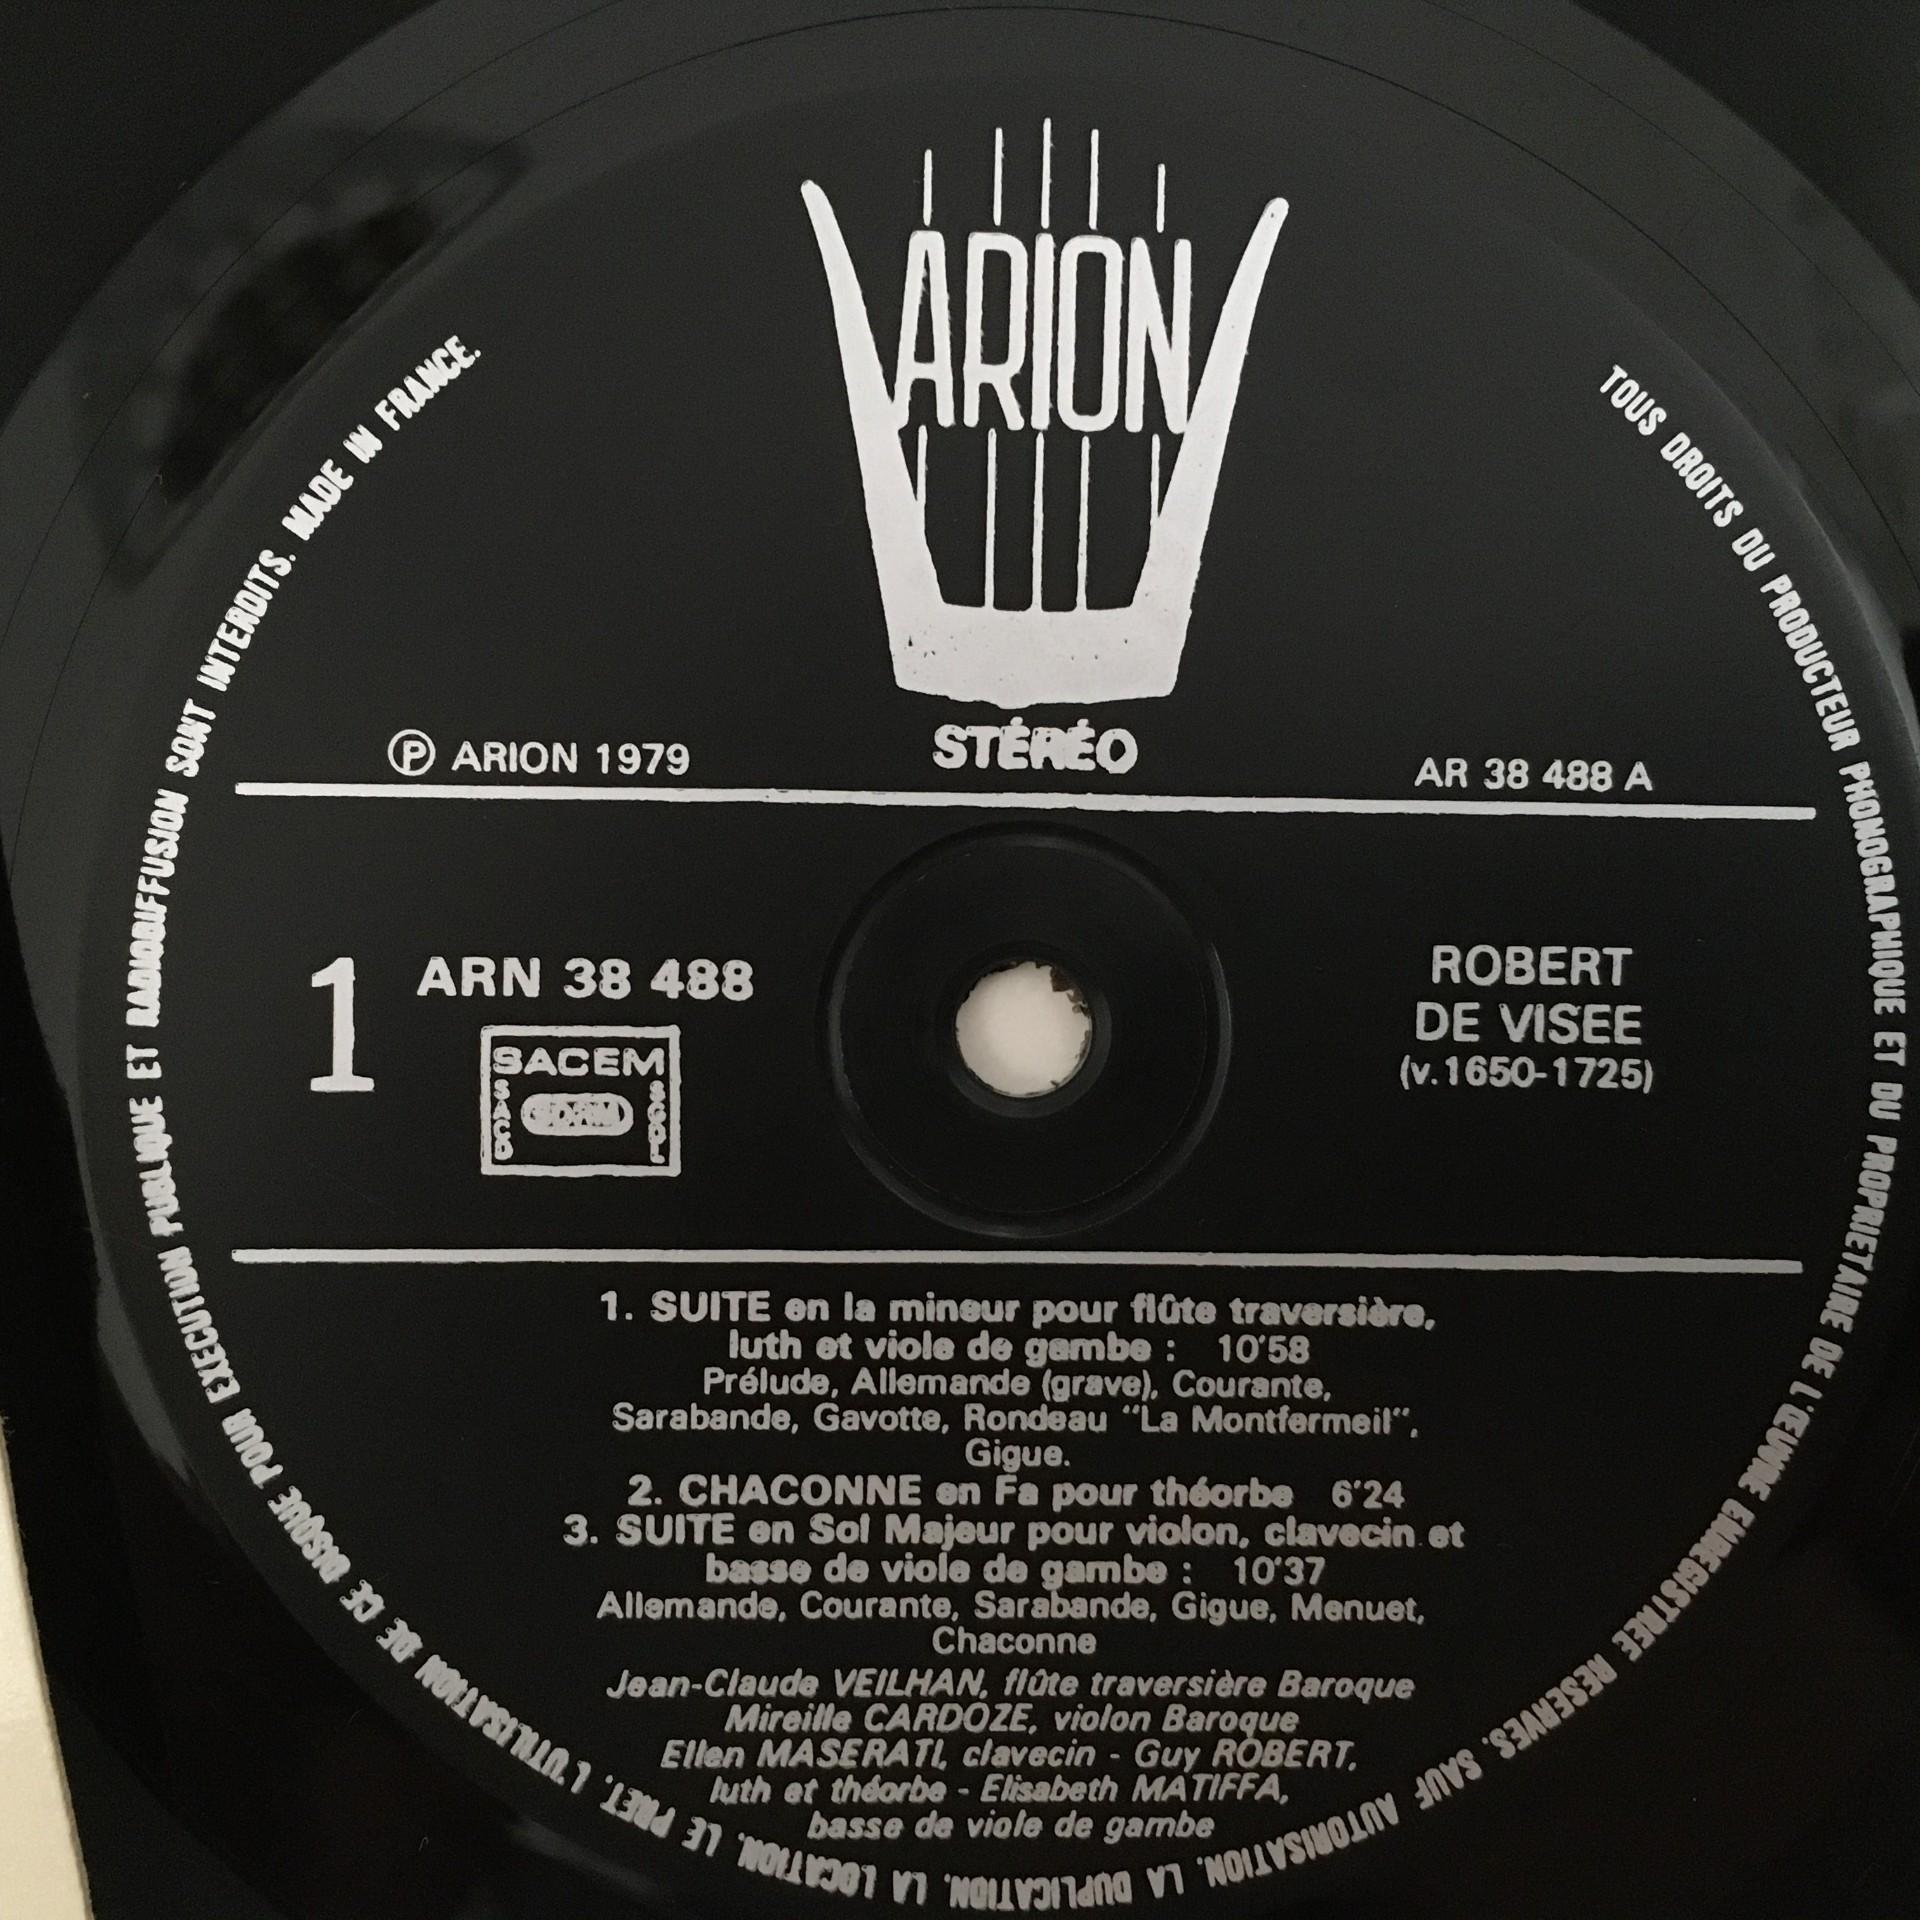 ARION
STÉRÉO
Ⓟ ARION 1979
AR 38 488 A
1
ARN 38 488
SACEM
SACD
SDRM
SGDL
ROBERT
DE VISEE
(v.1650-1725)
1. SUITE en la mineur pour flûte traversière,
luth et viole de gambe : 10'58
Prélude, Allemande (grave), Courante,
Sarabande, Gavotte, Rondeau "La Montfermeil",
Gigue.
2. CHACONNE en Fa pour théorbe 6'24
3. SUITE en Sol Majeur pour violon, clavecin et
basse de viole de gambe : 10'37
Allemande, Courante, Sarabande, Gigue, Menuet,
Chaconne
Jean-Claude VEILHAN, flûte traversière Baroque
Mireille CARDOZE, violon Baroque
Ellen MASERATI, clavecin - Guy ROBERT,
luth et théorbe - Elisabeth MATIFFA,
basse de viole de gambe
TOUS DROITS DU PRODUCTEUR PHONOGRAPHIQUE ET DU PROPRIETAIRE DE L'ŒUVRE ENREGISTREE RESERVES. SAUF AUTORISATION, LA DUPLICATION, LA LOCATION, LE PRET, L'UTILISATION DE CE DISQUE POUR EXECUTION PUBLIQUE ET RADIODIFFUSION SONT INTERDITS. MADE IN FRANCE.